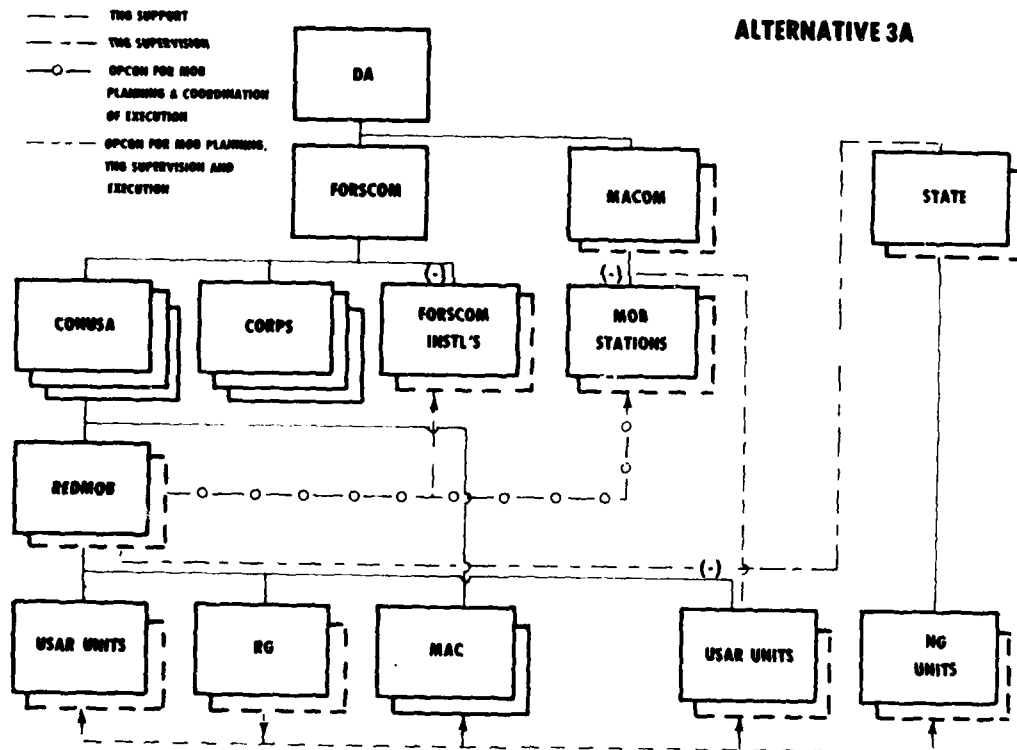 TNG SUPPORT
TNG SUPERVISION
OPCON FOR MOB
PLANNING & COORDINATION
OF EXECUTION
OPCON FOR MOB PLANNING,
TNG SUPERVISION AND
EXECUTION
ALTERNATIVE 3A
DA
FORSCOM
MACOM
STATE
(-)
(-)
CONUSA
CORPS
FORSCOM
INSTL'S
MOB
STATIONS
REDMOB
(-)
USAR UNITS
RG
MAC
USAR UNITS
NG
UNITS